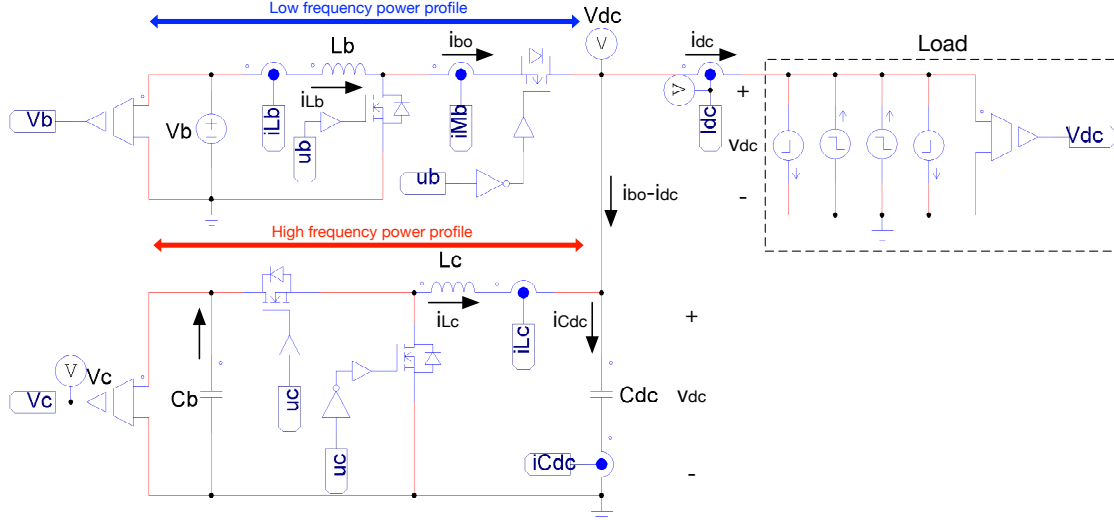 Low frequency power profile
Vdc
V
Lb
ibo
idc
Load
Vb
Vb
iLb
iLb
ub
iMb
V
Idc
+
Vdc
-
Vdc
ub
ibo-idc
High frequency power profile
Lc
iLc
iLc
iCdc
+
V
Vc
Vc
Cb
uc
uc
Cdc
Vdc
iCdc
-